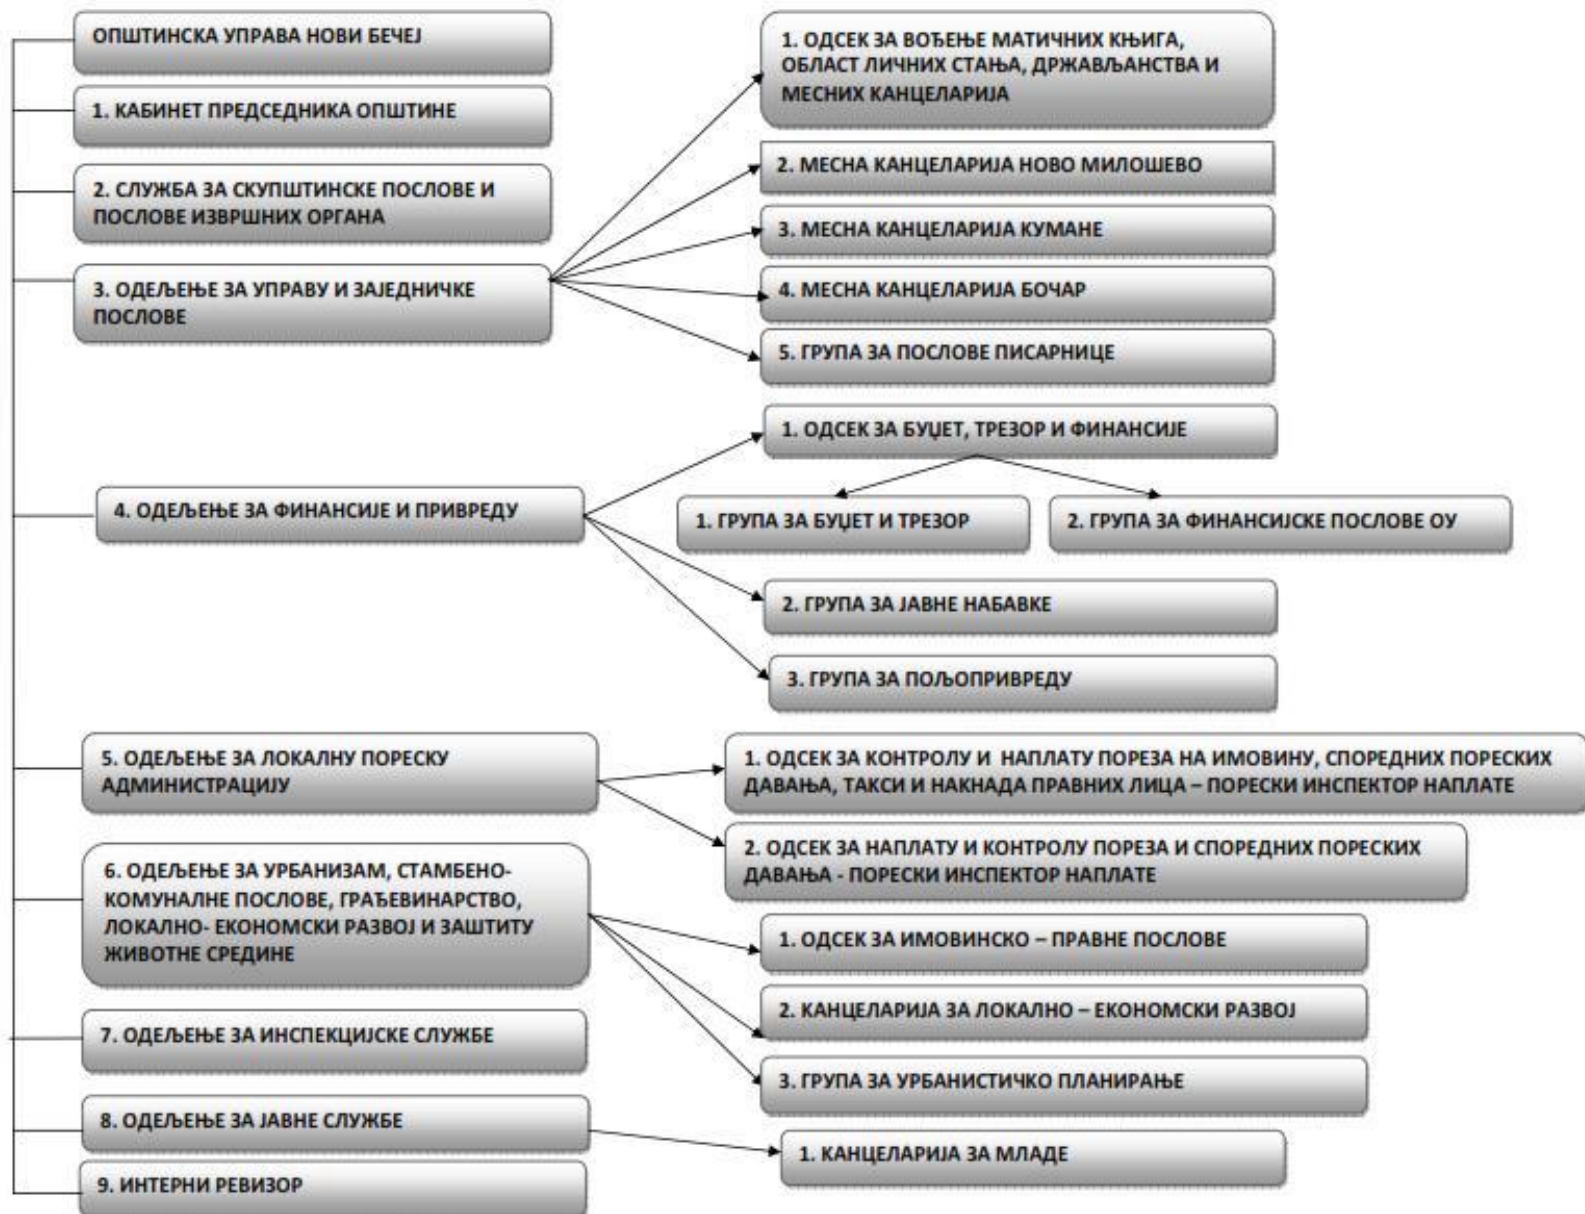 ОПШТИНСКА УПРАВА НОВИ БЕЧЕЈ
1. КАБИНЕТ ПРЕДСЕДНИКА ОПШТИНЕ
2. СЛУЖБА ЗА СКУПШТИНСКЕ ПОСЛОВЕ И
ПОСЛОВЕ ИЗВРШНИХ ОРГАНА
3. ОДЕЉЕЊЕ ЗА УПРАВУ И ЗАЈЕДНИЧКЕ
ПОСЛОВЕ
1. ОДСЕК ЗА ВОЂЕЊЕ МАТИЧНИХ КЊИГА,
ОБЛАСТ ЛИЧНИХ СТАЊА, ДРЖАВЉАНСТВА И
МЕСНИХ КАНЦЕЛАРИЈА
2. МЕСНА КАНЦЕЛАРИЈА НОВО МИЛОШЕВО
3. МЕСНА КАНЦЕЛАРИЈА КУМАНЕ
4. МЕСНА КАНЦЕЛАРИЈА БОЧАР
5. ГРУПА ЗА ПОСЛОВЕ ПИСАРНИЦЕ
4. ОДЕЉЕЊЕ ЗА ФИНАНСИЈЕ И ПРИВРЕДУ
1. ОДСЕК ЗА БУЏЕТ, ТРЕЗОР И ФИНАНСИЈЕ
1. ГРУПА ЗА БУЏЕТ И ТРЕЗОР
2. ГРУПА ЗА ФИНАНСИЈСКЕ ПОСЛОВЕ ОУ
2. ГРУПА ЗА ЈАВНЕ НАБАВКЕ
3. ГРУПА ЗА ПОЉОПРИВРЕДУ
5. ОДЕЉЕЊЕ ЗА ЛОКАЛНУ ПОРЕСКУ
АДМИНИСТРАЦИЈУ
1. ОДСЕК ЗА КОНТРОЛУ И НАПЛАТУ ПОРЕЗА НА ИМОВИНУ, СПОРЕДНИХ ПОРЕСКИХ
ДАВАЊА, ТАКСИ И НАКНАДА ПРАВНИХ ЛИЦА – ПОРЕСКИ ИНСПЕКТОР НАПЛАТЕ
2. ОДСЕК ЗА НАПЛАТУ И КОНТРОЛУ ПОРЕЗА И СПОРЕДНИХ ПОРЕСКИХ
ДАВАЊА - ПОРЕСКИ ИНСПЕКТОР НАПЛАТЕ
6. ОДЕЉЕЊЕ ЗА УРБАНИЗАМ, СТАМБЕНО-
КОМУНАЛНЕ ПОСЛОВЕ, ГРАЂЕВИНАРСТВО,
ЛОКАЛНО- ЕКОНОМСКИ РАЗВОЈ И ЗАШТИТУ
ЖИВОТНЕ СРЕДИНЕ
1. ОДСЕК ЗА ИМОВИНСКО – ПРАВНЕ ПОСЛОВЕ
2. КАНЦЕЛАРИЈА ЗА ЛОКАЛНО – ЕКОНОМСКИ РАЗВОЈ
3. ГРУПА ЗА УРБАНИСТИЧКО ПЛАНИРАЊЕ
7. ОДЕЉЕЊЕ ЗА ИНСПЕКЦИЈСКЕ СЛУЖБЕ
8. ОДЕЉЕЊЕ ЗА ЈАВНЕ СЛУЖБЕ
1. КАНЦЕЛАРИЈА ЗА МЛАДЕ
9. ИНТЕРНИ РЕВИЗОР